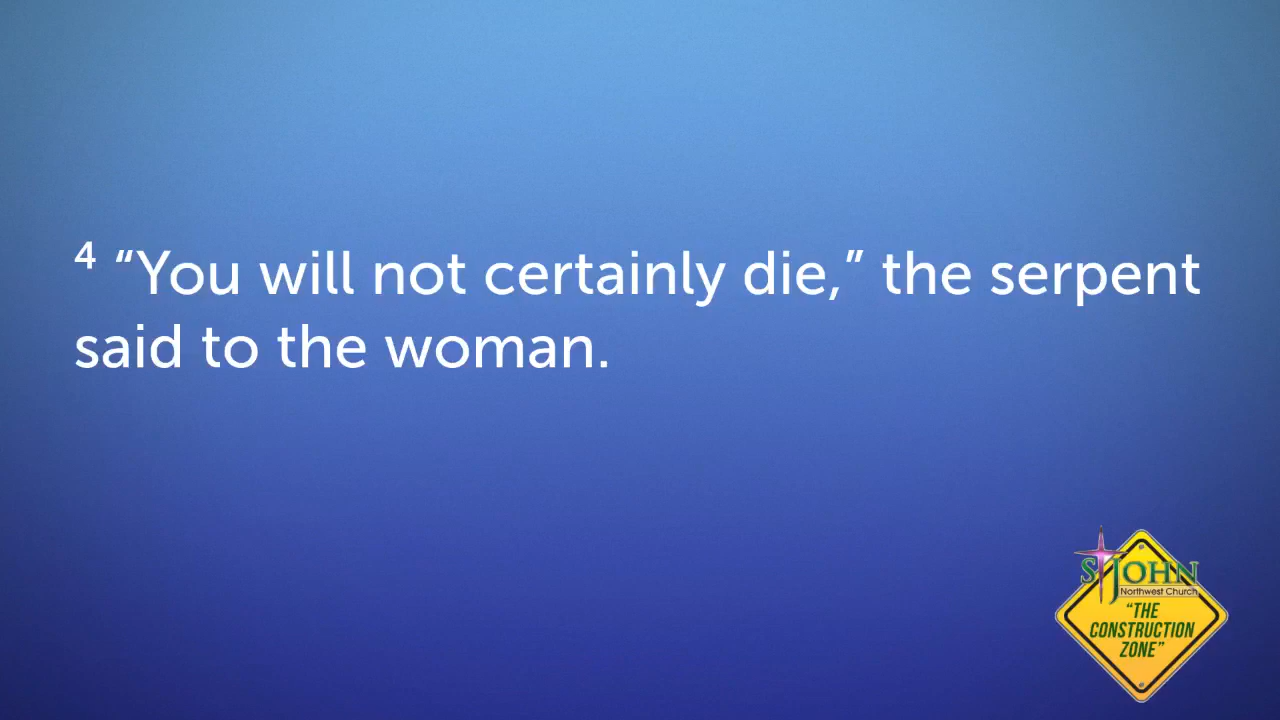 4 “You will not certainly die,” the serpent
said to the woman.
St John
Northwest Church
“THE
CONSTRUCTION
ZONE”